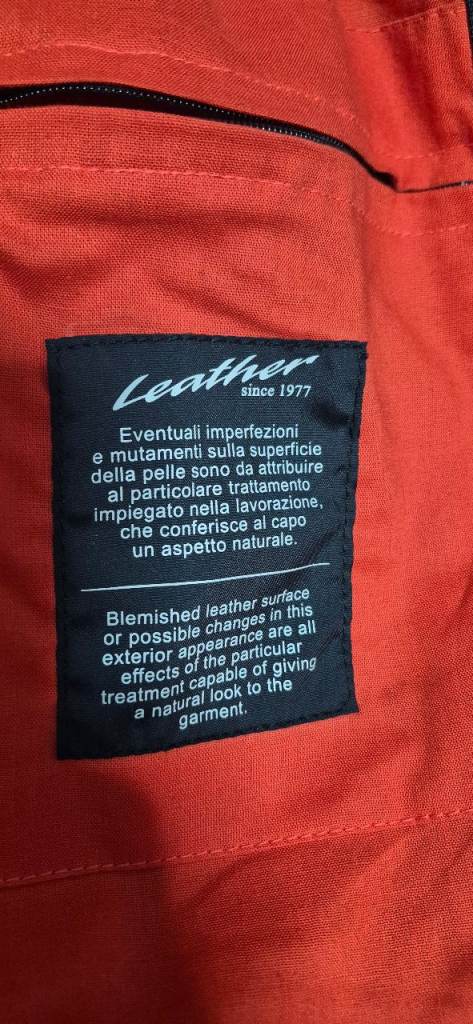 Leather
since 1977
Eventuali imperfezioni
e mutamenti sulla superficie
della pelle sono da attribuire
al particolare trattamento
impiegato nella lavorazione,
che conferisce al capo
un aspetto naturale.
Blemished leather surface
or possible changes in this
exterior appearance are all
effects of the particular
treatment capable of giving
a natural look to the
garment.